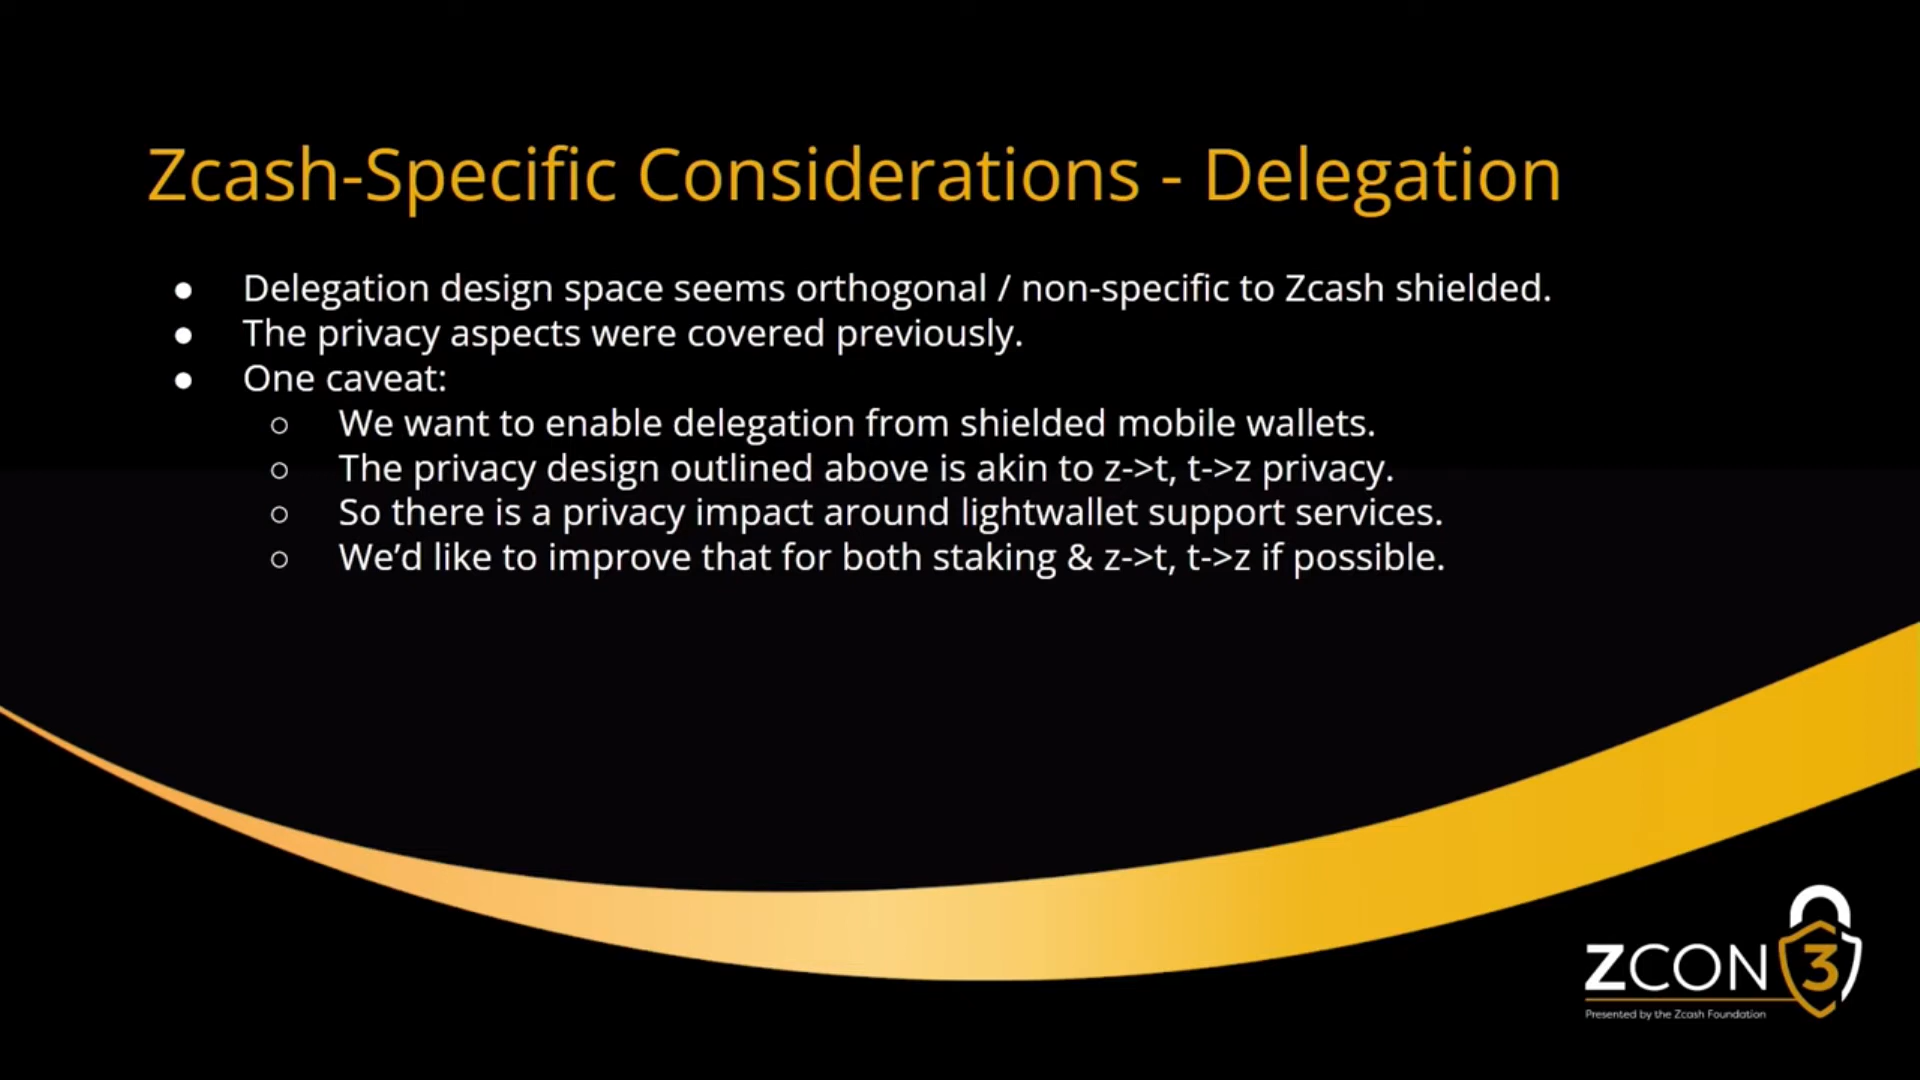 Zcash-Specific Considerations - Delegation
● Delegation design space seems orthogonal / non-specific to Zcash shielded.
● The privacy aspects were covered previously.
● One caveat:
○ We want to enable delegation from shielded mobile wallets.
○ The privacy design outlined above is akin to z->t, t->z privacy.
○ So there is a privacy impact around lightwallet support services.
○ We’d like to improve that for both staking & z->t, t->z if possible.
ZCON 3
Presented by the Zcash Foundation